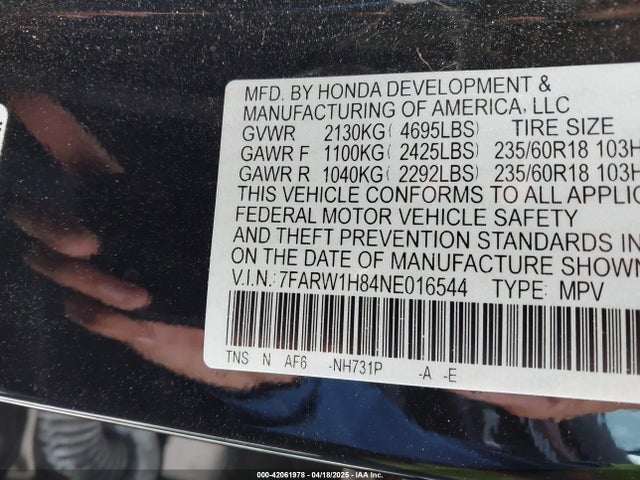 MFD. BY HONDA DEVELOPMENT &
MANUFACTURING OF AMERICA, LLC
GVWR 2130KG( 4695LBS) TIRE SIZE
GAWR F 1100KG( 2425LBS) 235/60R18 103H
GAWR R 1040KG( 2292LBS) 235/60R18 103H
THIS VEHICLE CONFORMS TO ALL APPLIC
FEDERAL MOTOR VEHICLE SAFETY
AND THEFT PREVENTION STANDARDS IN
ON THE DATE OF MANUFACTURE SHOWN
V.I.N.: 7FARW1H84NE016544 TYPE: MPV
TNS N AF6 -NH731P -A -E
000-42061978 - 04/18/2025 - IAA Inc.